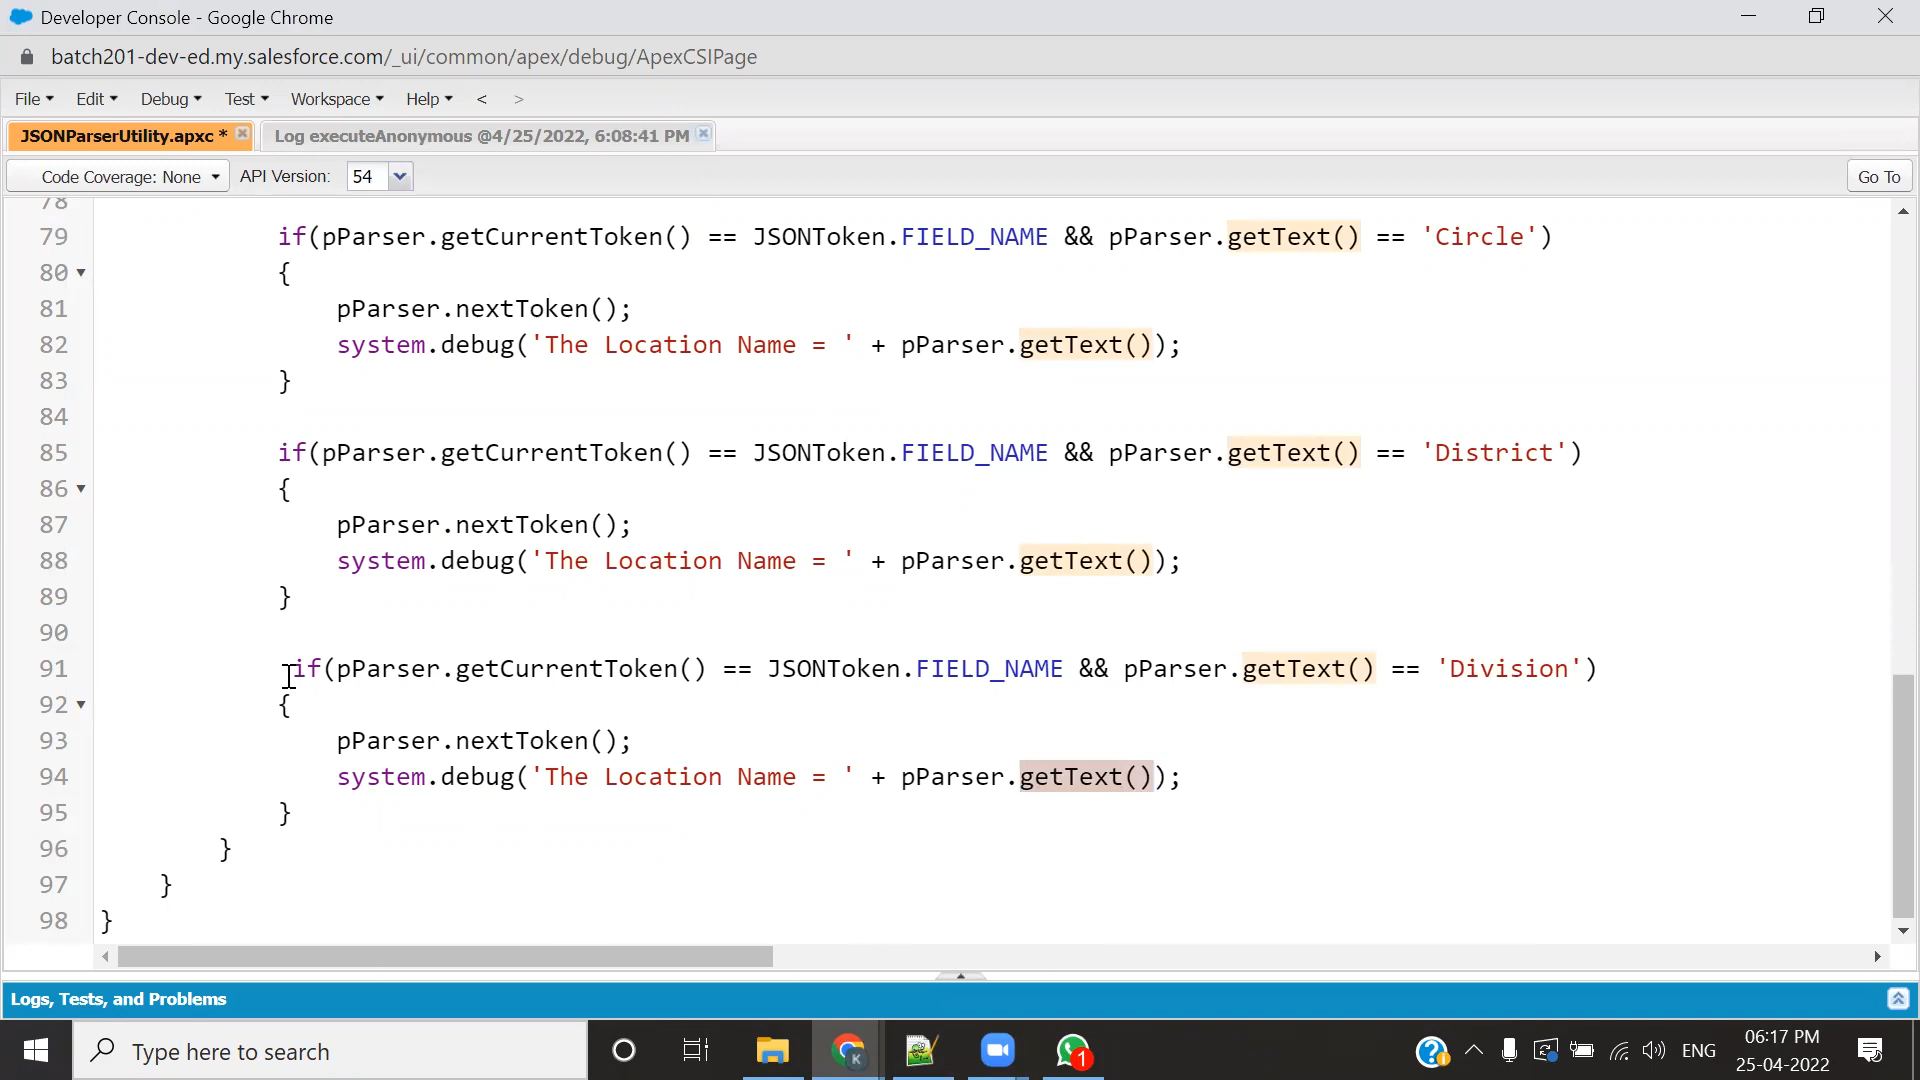 Developer Console - Google Chrome
batch201-dev-ed.my.salesforce.com/_ui/common/apex/debug/ApexCSIPage
File Edit Debug Test Workspace Help < >
JSONParserUtility.apxc * Log executeAnonymous @4/25/2022, 6:08:41 PM
Code Coverage: None API Version: 54 Go To
78
79 if(pParser.getCurrentToken() == JSONToken.FIELD_NAME && pParser.getText() == 'Circle')
80 {
81 pParser.nextToken();
82 system.debug('The Location Name = ' + pParser.getText());
83 }
84
85 if(pParser.getCurrentToken() == JSONToken.FIELD_NAME && pParser.getText() == 'District')
86 {
87 pParser.nextToken();
88 system.debug('The Location Name = ' + pParser.getText());
89 }
90
91 if(pParser.getCurrentToken() == JSONToken.FIELD_NAME && pParser.getText() == 'Division')
92 {
93 pParser.nextToken();
94 system.debug('The Location Name = ' + pParser.getText());
95 }
96 }
97 }
98 }
Logs, Tests, and Problems
Type here to search
K
1
ENG
06:17 PM
25-04-2022